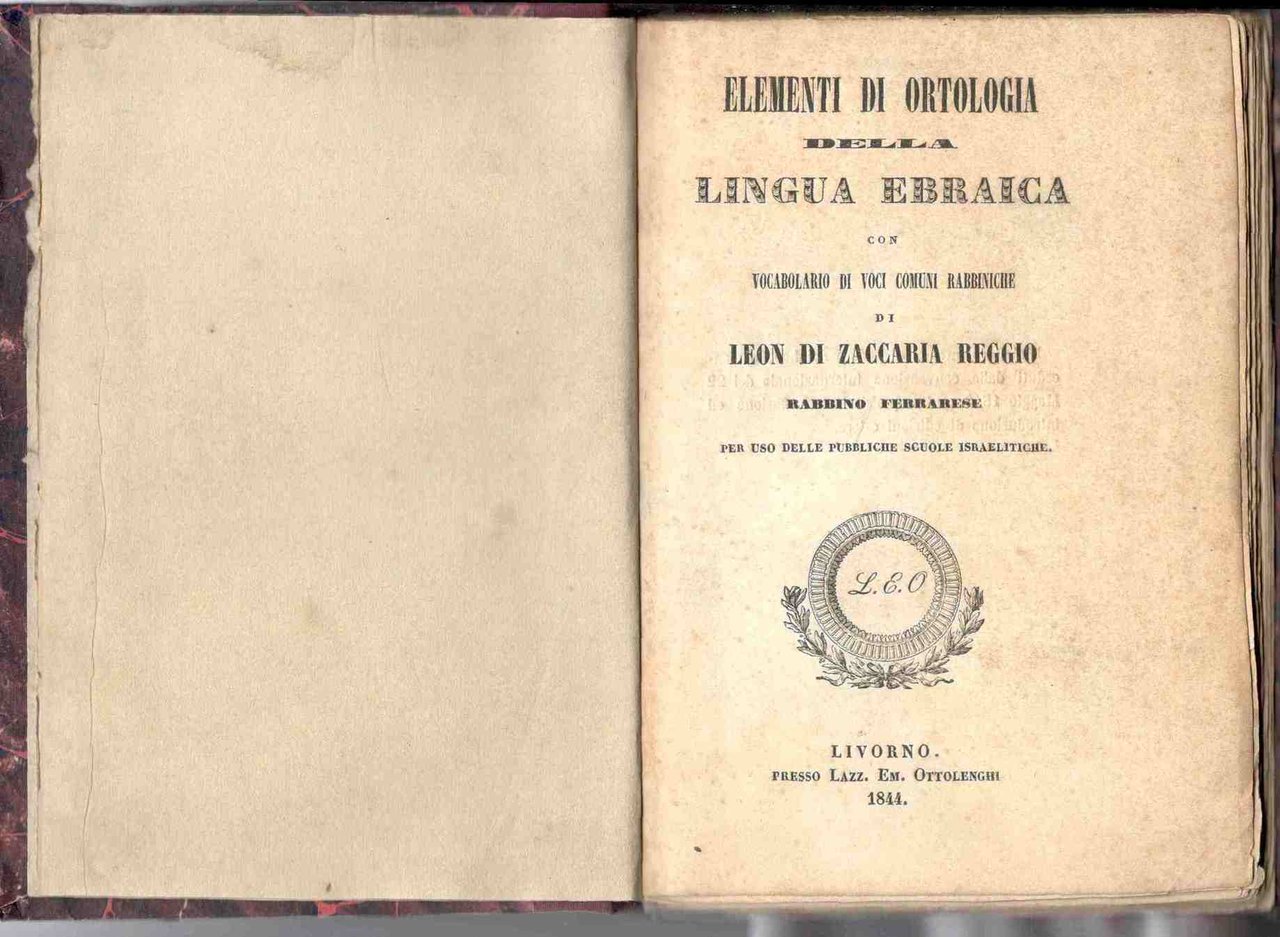 ELEMENTI DI ORTOLOGIA
DELLA
LINGUA EBRAICA
CON
VOCABOLARIO DI VOCI COMUNI RABBINICHE
DI
LEON DI ZACCARIA REGGIO
RABBINO FERRARESE
PER USO DELLE PUBBLICHE SCUOLE ISRAELITICHE.
L.E.O
LIVORNO.
PRESSO LAZZ. EM. OTTOLENGHI
1844.